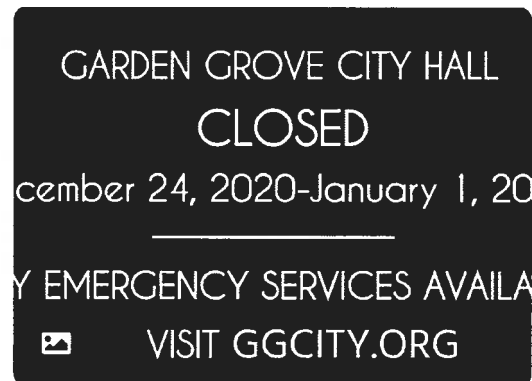 GARDEN GROVE CITY HALL
CLOSED
cember 24, 2020-January 1, 20
Y EMERGENCY SERVICES AVAILA
VISIT GGCITY.ORG